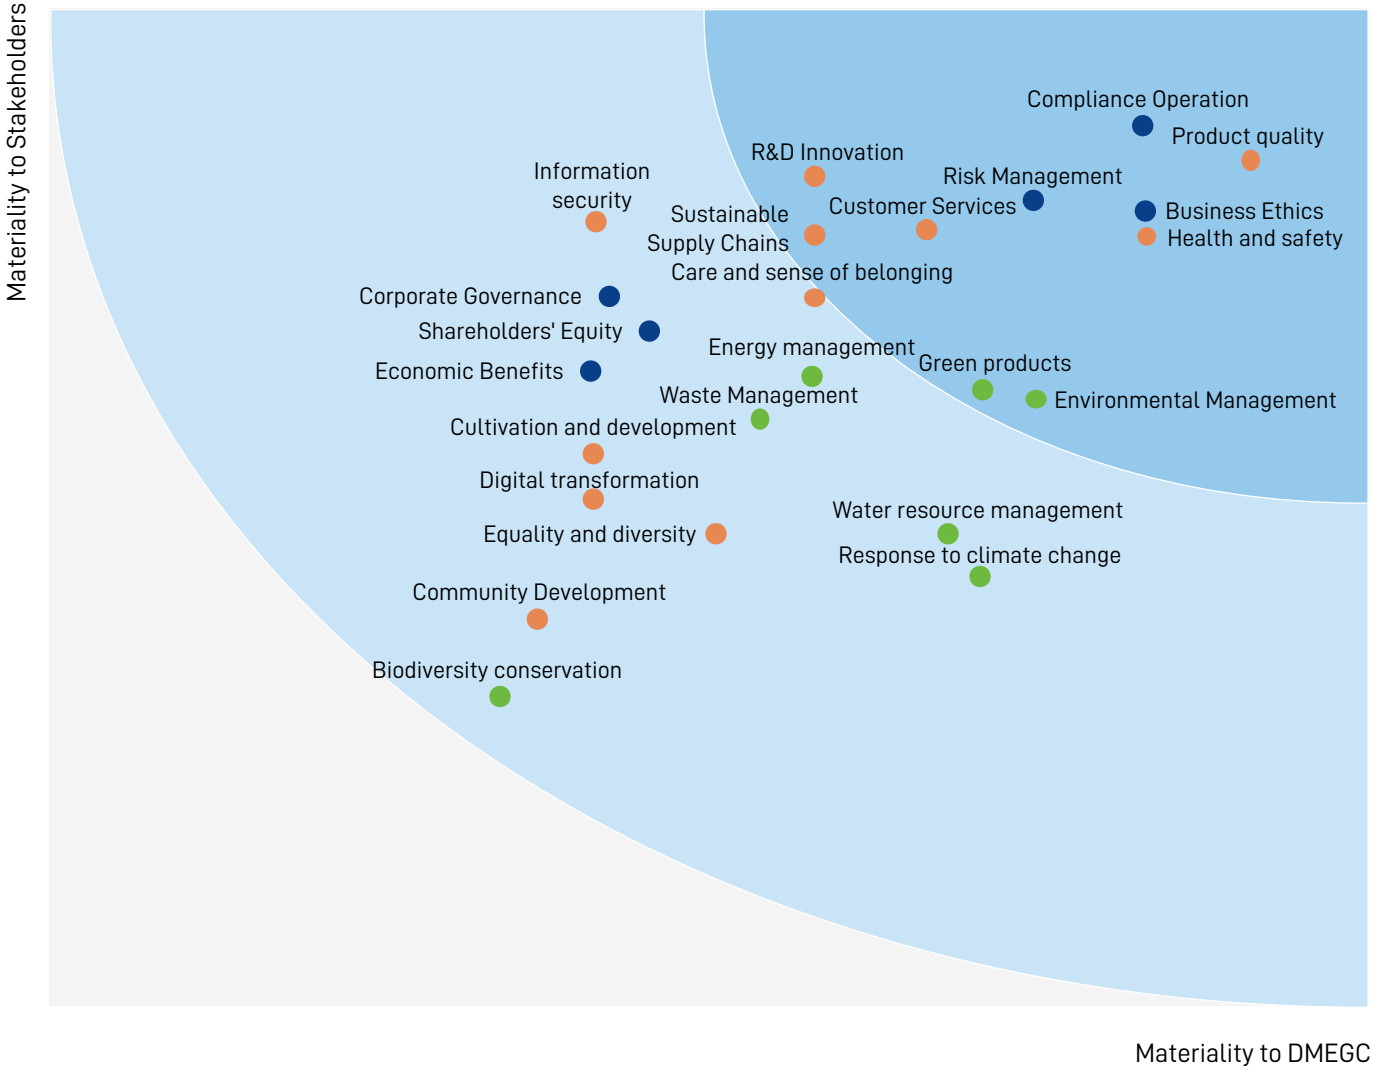 Materiality to Stakeholders
Compliance Operation
Product quality
R&D Innovation
Information
security
Risk Management
Customer Services
Business Ethics
Sustainable
Supply Chains
Health and safety
Care and sense of belonging
Corporate Governance
Shareholders' Equity
Energy management
Green products
Economic Benefits
Waste Management
Environmental Management
Cultivation and development
Digital transformation
Water resource management
Equality and diversity
Response to climate change
Community Development
Biodiversity conservation
Materiality to DMEGC